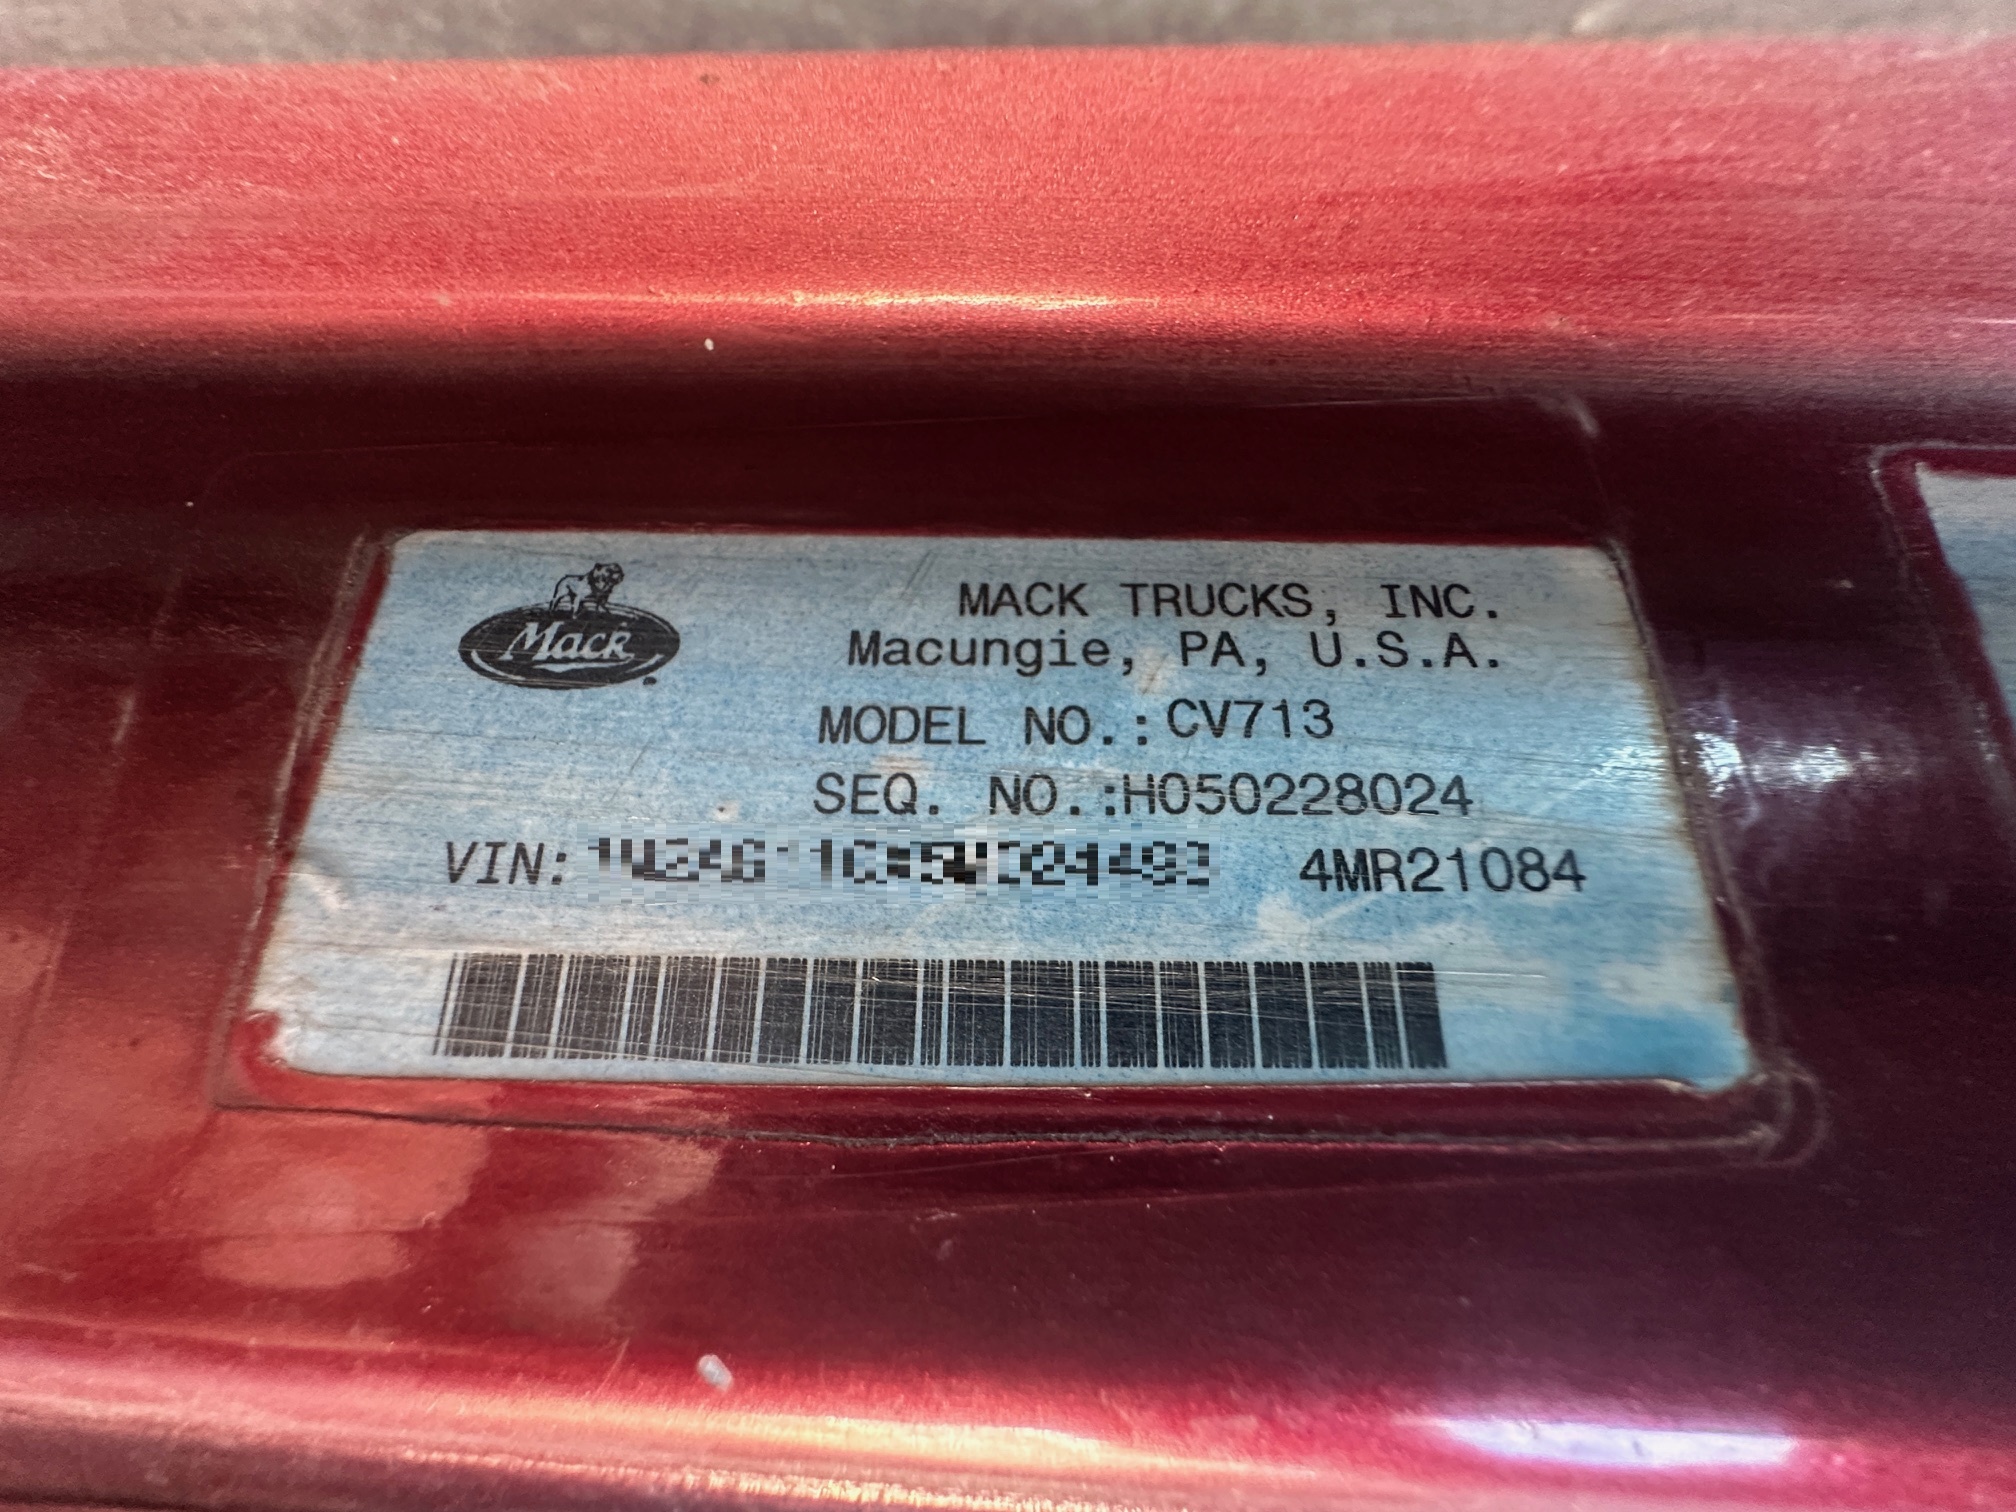 Mack
MACK TRUCKS, INC.
Macungie, PA, U.S.A.
MODEL NO.: CV713
SEQ. NO.:H050228024
VIN: 4MR21084